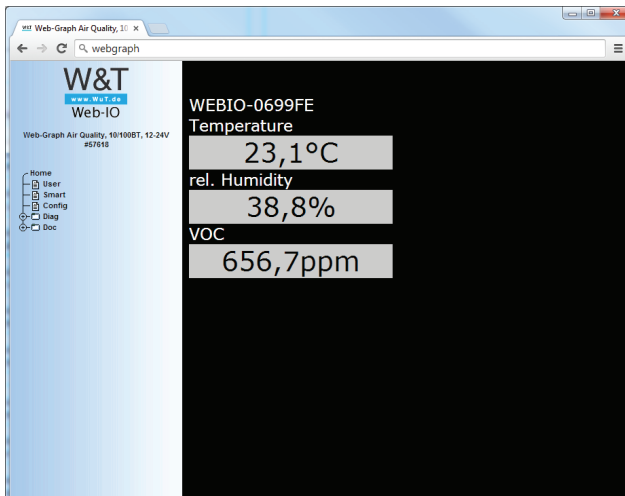 W&T Web-Graph Air Quality, 10
webgraph
W&T
www.WuT.de
Web-IO
Web-Graph Air Quality, 10/100BT, 12-24V
#57618
Home
User
Smart
Config
Diag
Doc
WEBIO-0699FE
Temperature
23,1°C
rel. Humidity
38,8%
VOC
656,7ppm